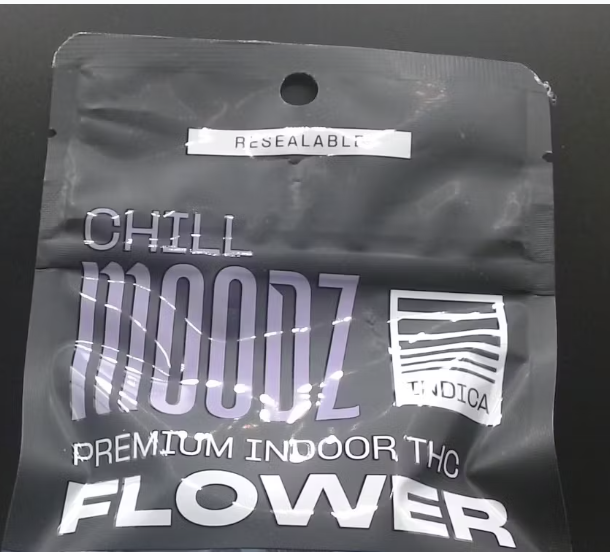 RESEALABLE
CHILL
MOODZ
INDICA
PREMIUM INDOOR THC
FLOWER